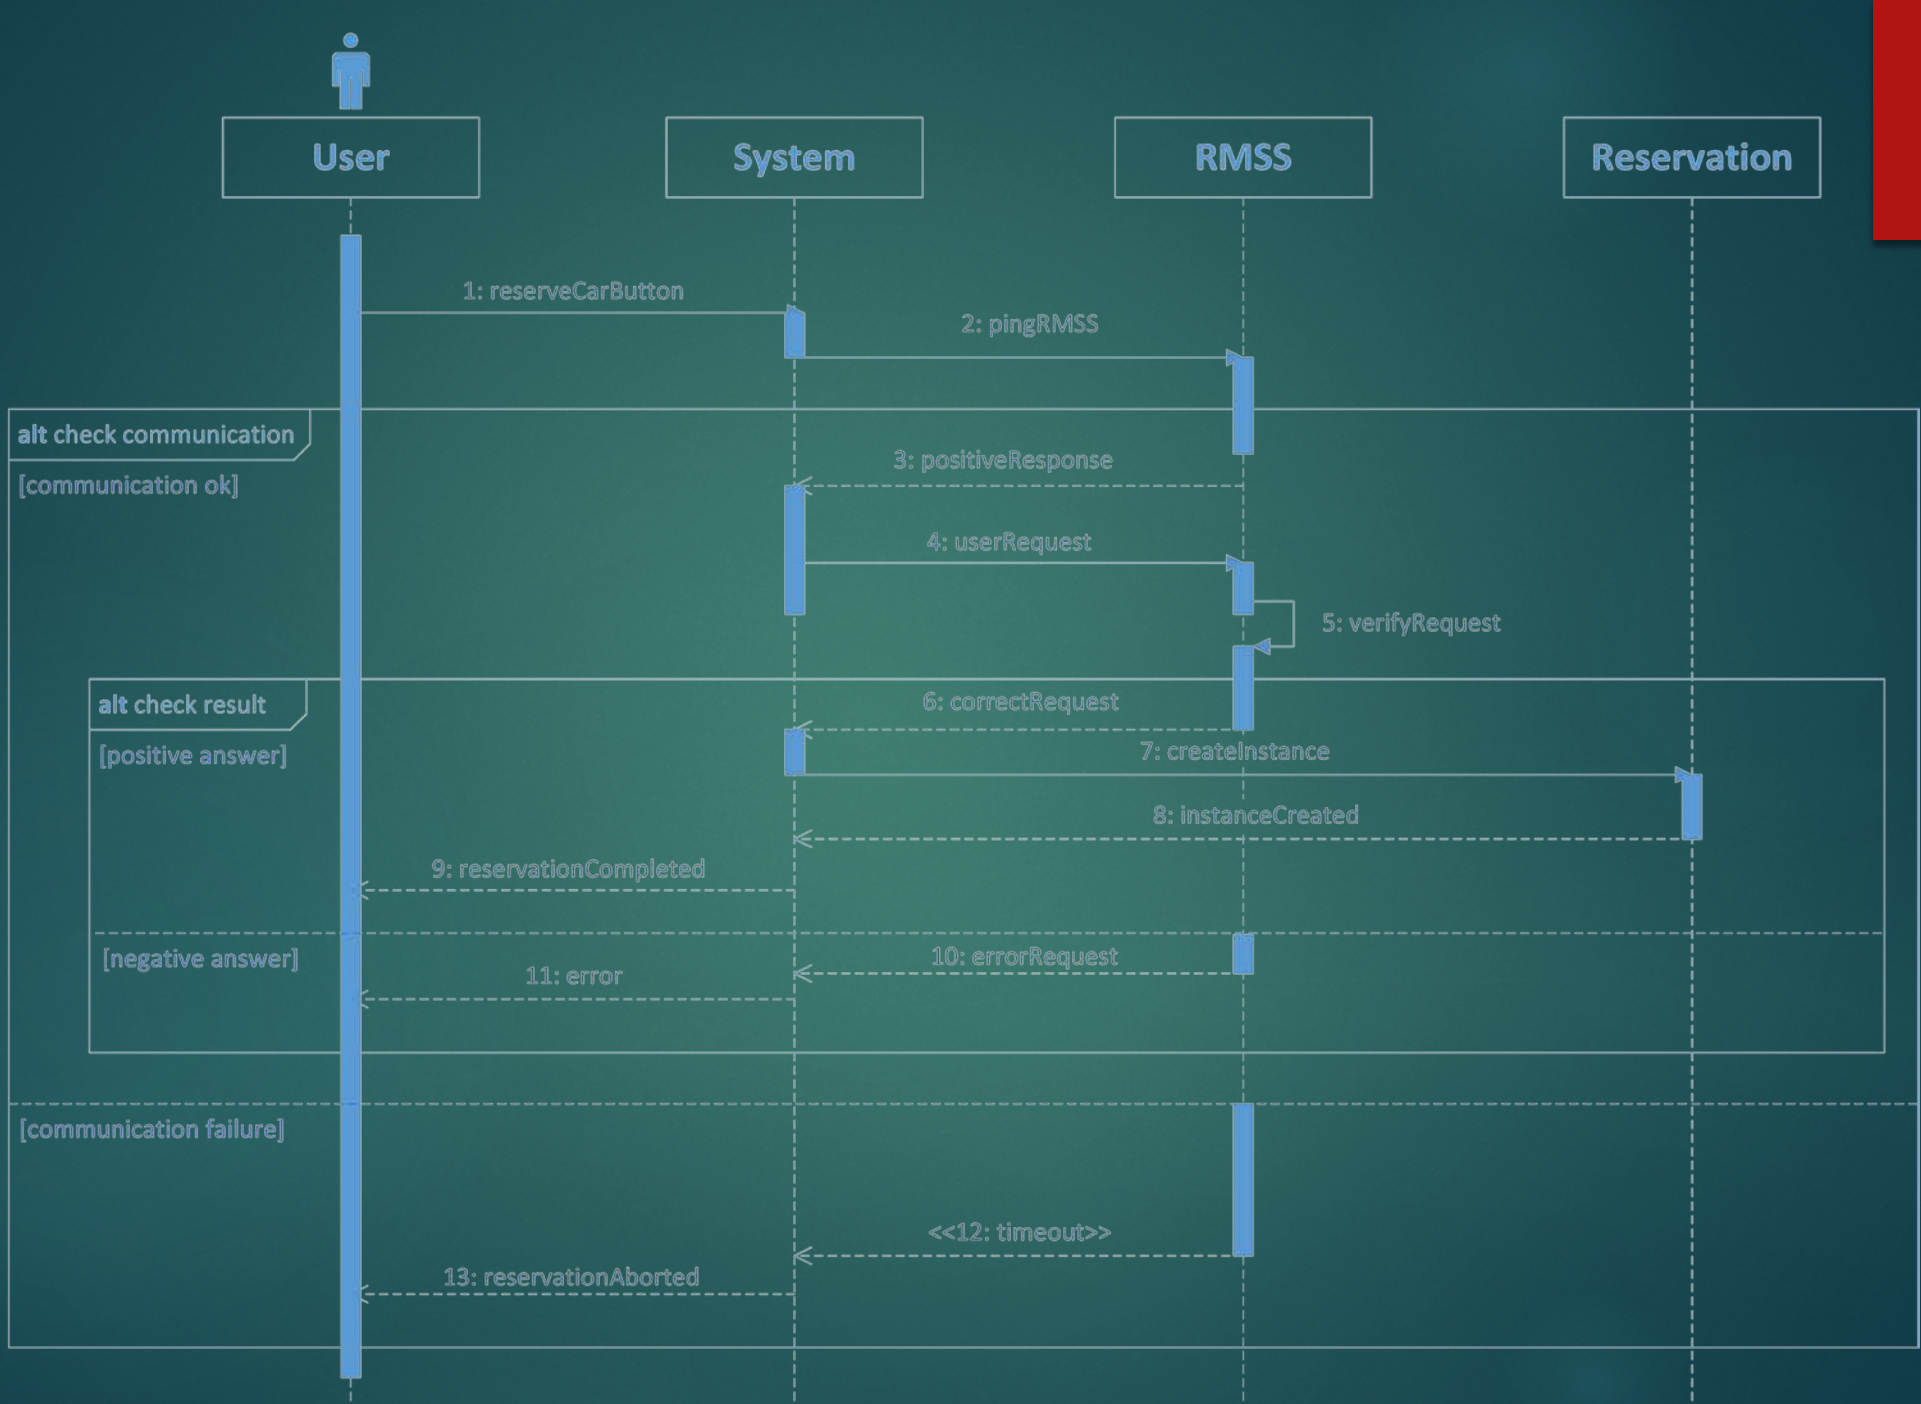 User
System
RMSS
Reservation
1: reserveCarButton
2: pingRMSS
alt check communication
[communication ok]
3: positiveResponse
4: userRequest
5: verifyRequest
alt check result
[positive answer]
6: correctRequest
7: createInstance
8: instanceCreated
9: reservationCompleted
[negative answer]
10: errorRequest
11: error
[communication failure]
<<12: timeout>>
13: reservationAborted